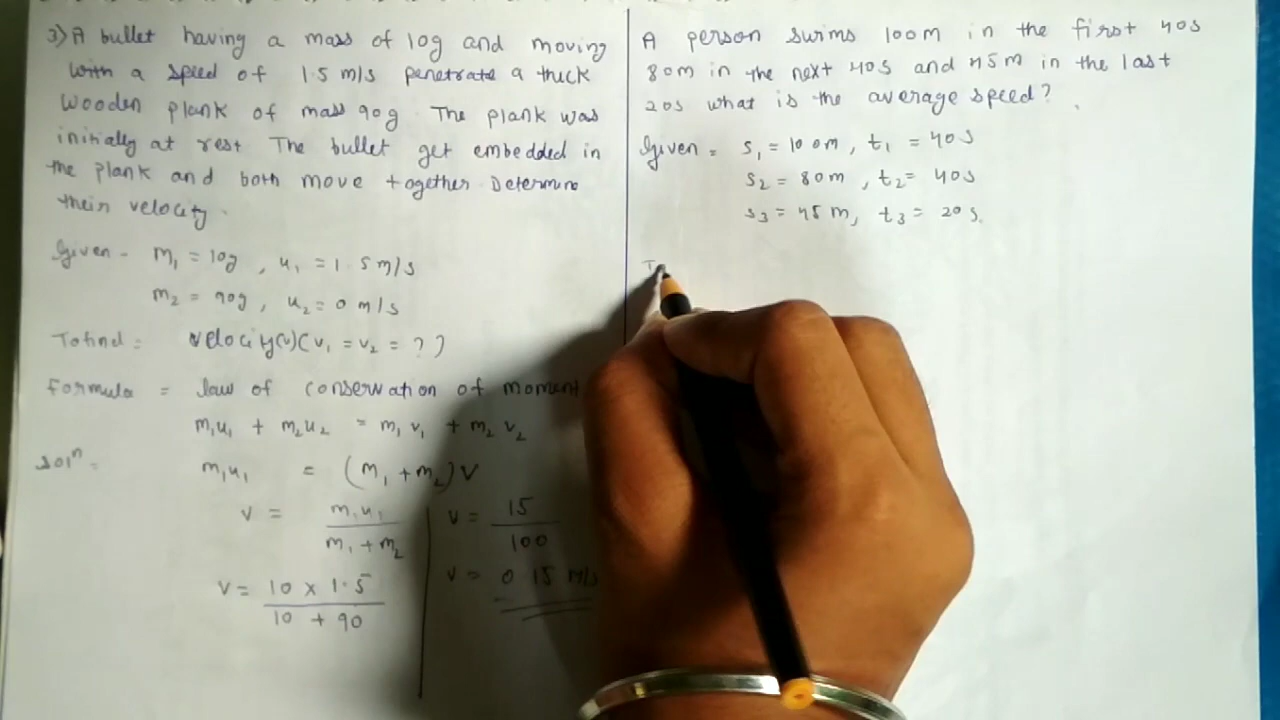 3) A bullet having a mass of 10g and moving
with a speed of 1.5 m/s penetrate a thick
wooden plank of mass 90g The plank was
initially at rest The bullet get embedded in
the plank and both move together Determine
their velocity.
Given - m₁ = 10g , u₁ = 1.5 m/s
m₂ = 90g , u₂ = 0 m/s
To find = velocity(v)(v₁ = v₂ = ??)
Formula = law of conservation of moment
m₁u₁ + m₂u₂ = m₁v₁ + m₂v₂
Solⁿ = m₁u₁ = (m₁ + m₂)v
v = m₁u₁
m₁ + m₂
v = 10 x 1.5
10 + 90
v = 15
100
v = 0.15 m/s
A person swims 100m in the first 40s
80m in the next 40s and 45m in the last
20s what is the average speed?
Given = s₁ = 100m , t₁ = 40s
s₂ = 80m , t₂ = 40s
s₃ = 45m, t₃ = 20s.